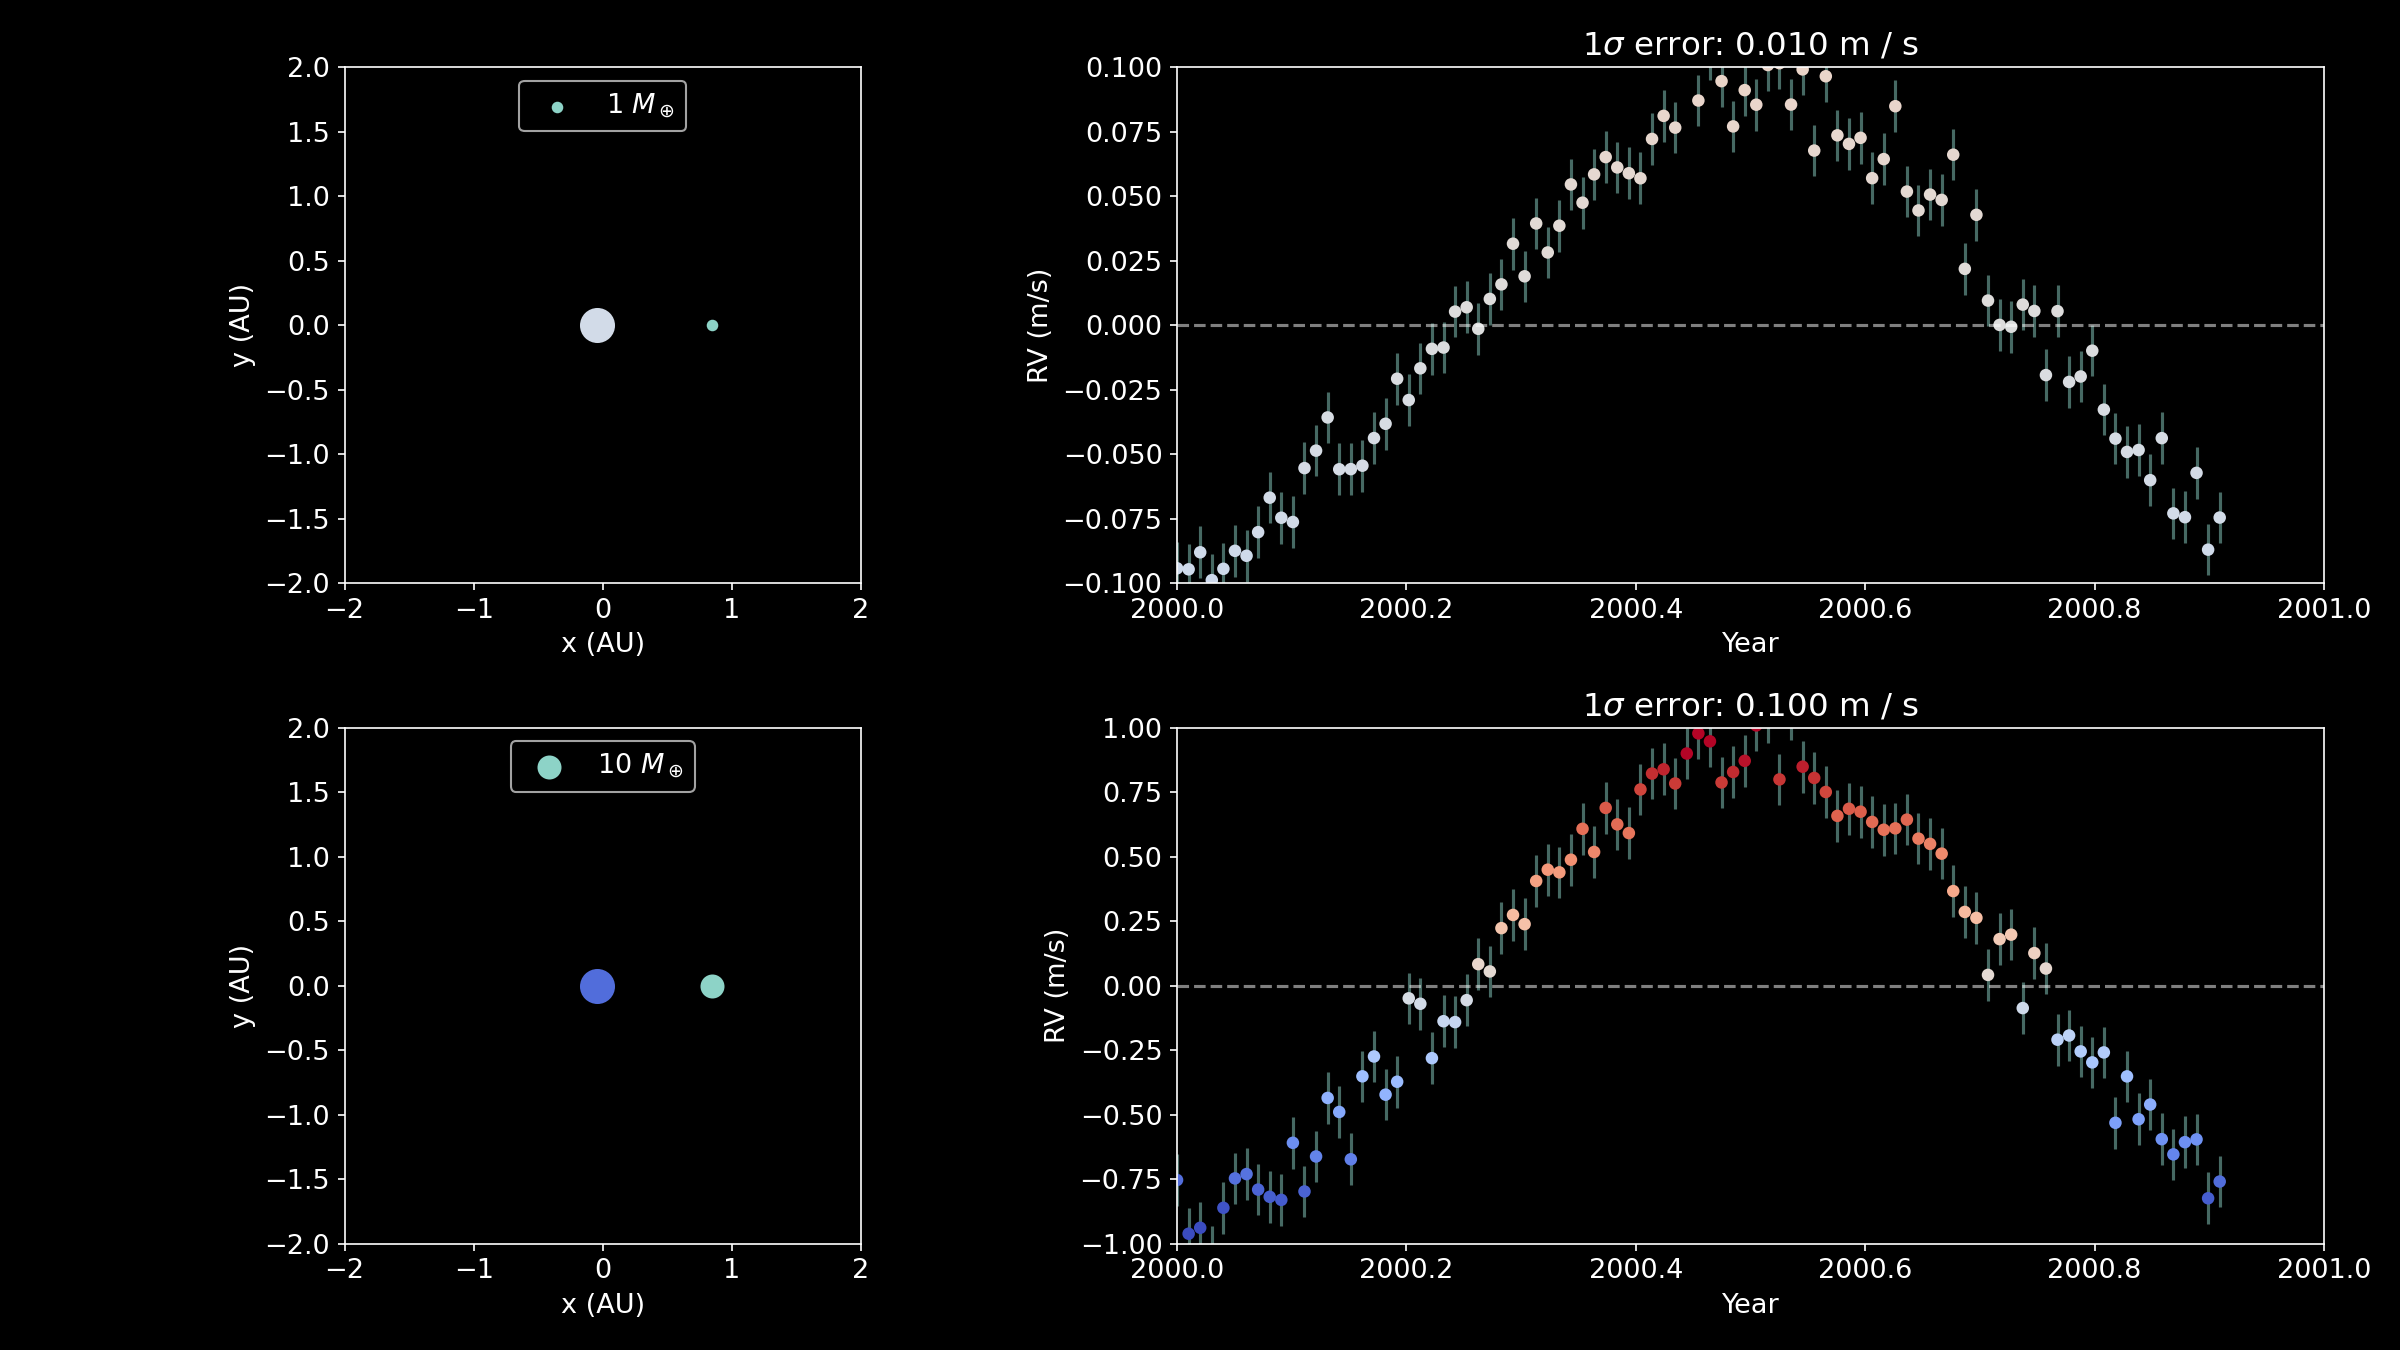 1 M⊕
2.0
1.5
1.0
0.5
0.0
−0.5
−1.0
−1.5
−2.0
y (AU)
−2 −1 0 1 2
x (AU)
1σ error: 0.010 m / s
0.100
0.075
0.050
0.025
0.000
−0.025
−0.050
−0.075
−0.100
RV (m/s)
2000.0 2000.2 2000.4 2000.6 2000.8 2001.0
Year
10 M⊕
2.0
1.5
1.0
0.5
0.0
−0.5
−1.0
−1.5
−2.0
y (AU)
−2 −1 0 1 2
x (AU)
1σ error: 0.100 m / s
1.00
0.75
0.50
0.25
0.00
−0.25
−0.50
−0.75
−1.00
RV (m/s)
2000.0 2000.2 2000.4 2000.6 2000.8 2001.0
Year